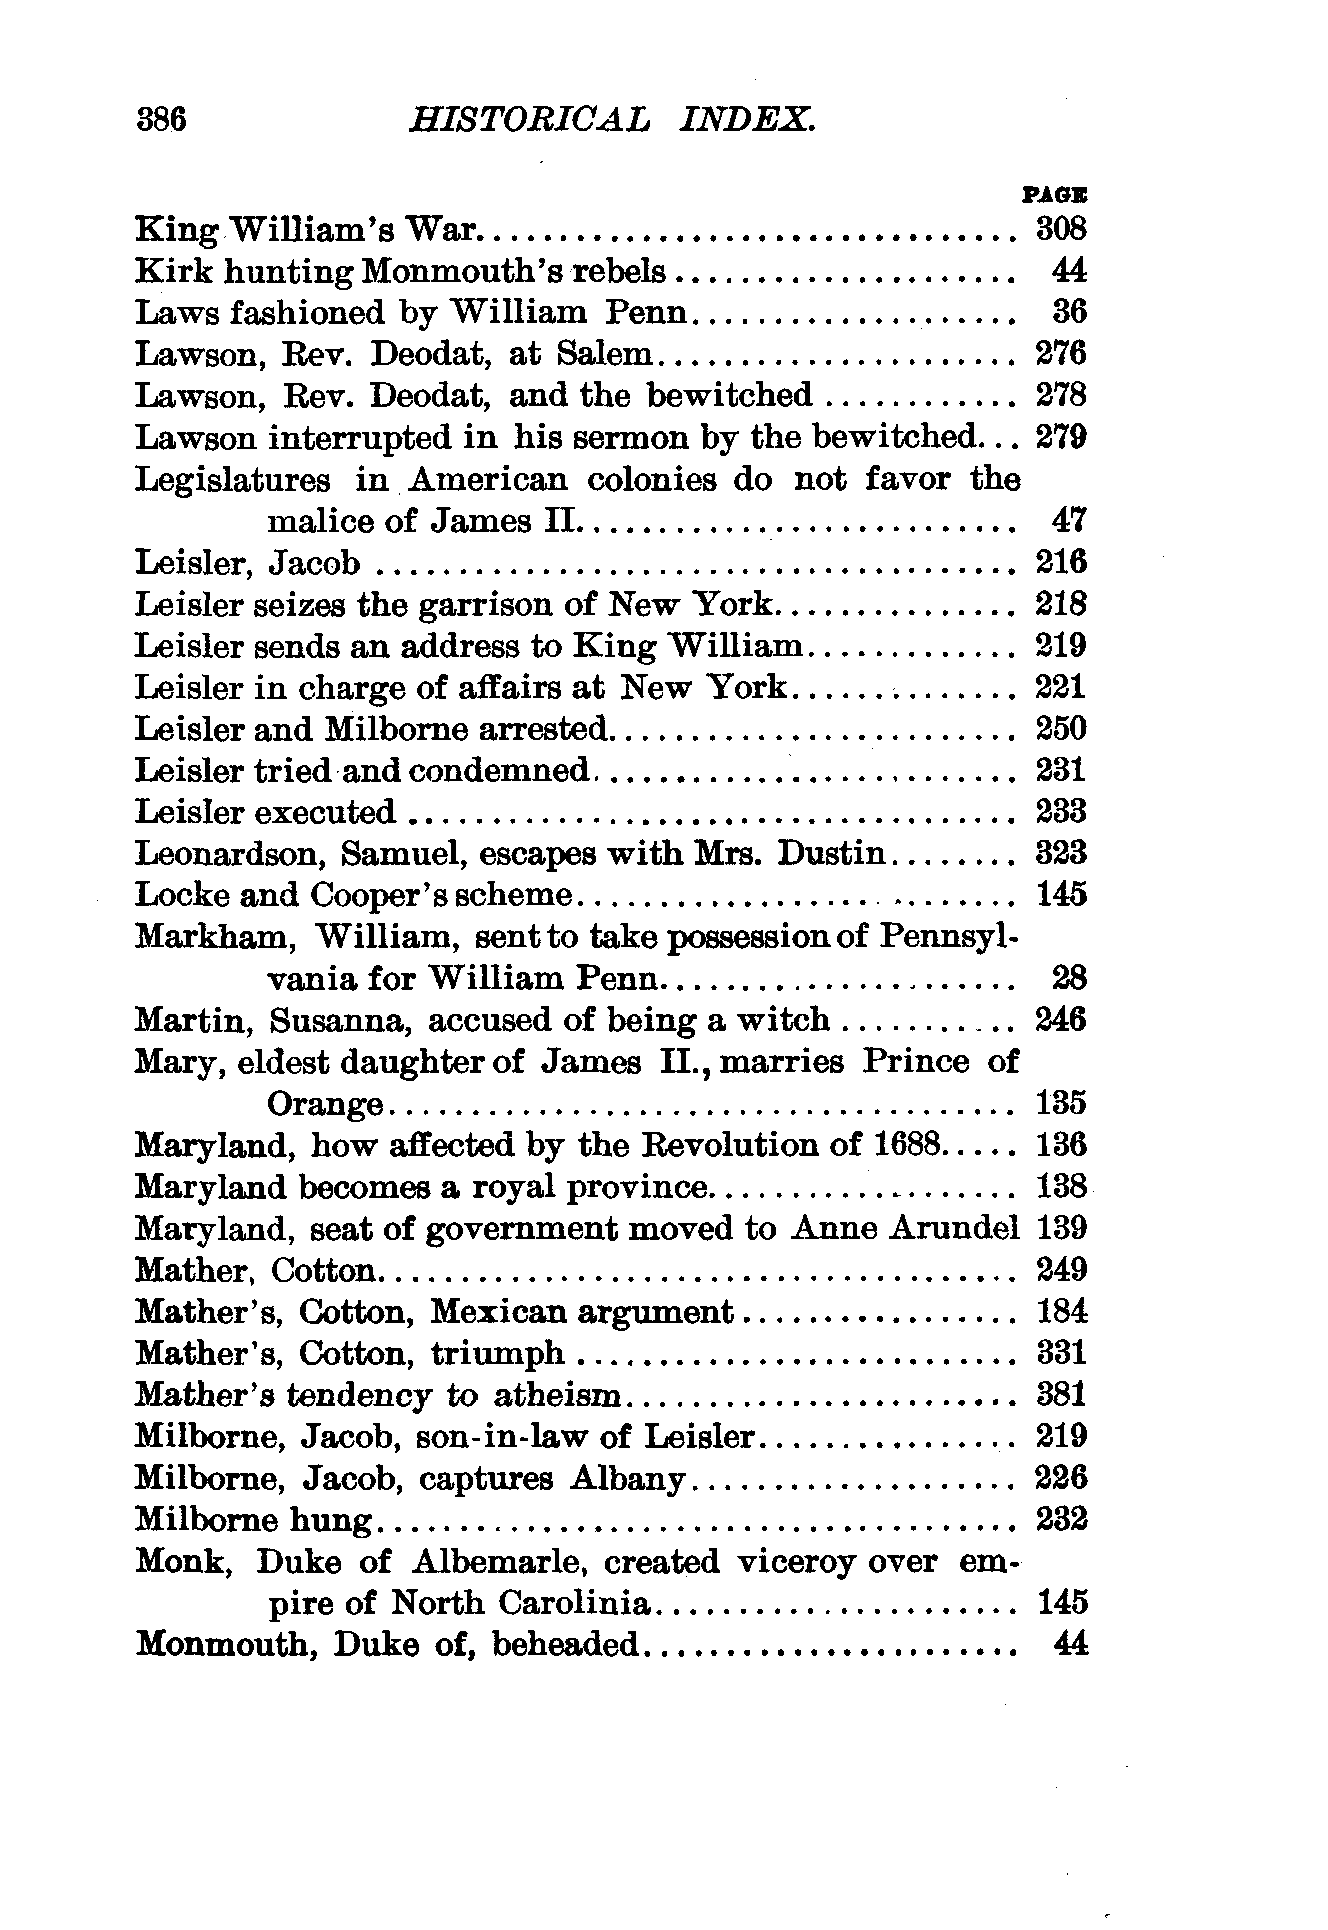 386 HISTORICAL INDEX.
PAGE
King William's War................................. 308
Kirk hunting Monmouth's rebels..................... 44
Laws fashioned by William Penn.................... 36
Lawson, Rev. Deodat, at Salem...................... 276
Lawson, Rev. Deodat, and the bewitched ............ 278
Lawson interrupted in his sermon by the bewitched... 279
Legislatures in American colonies do not favor the
malice of James II........................... 47
Leisler, Jacob ....................................... 216
Leisler seizes the garrison of New York............... 218
Leisler sends an address to King William............. 219
Leisler in charge of affairs at New York.............. 221
Leisler and Milborne arrested......................... 250
Leisler tried and condemned.......................... 231
Leisler executed ..................................... 233
Leonardson, Samuel, escapes with Mrs. Dustin........ 323
Locke and Cooper's scheme........................... 145
Markham, William, sent to take possession of Pennsyl-
vania for William Penn...................... 28
Martin, Susanna, accused of being a witch ........... 246
Mary, eldest daughter of James II., marries Prince of
Orange...................................... 135
Maryland, how affected by the Revolution of 1688..... 136
Maryland becomes a royal province................... 138
Maryland, seat of government moved to Anne Arundel 139
Mather, Cotton....................................... 249
Mather's, Cotton, Mexican argument................. 184
Mather's, Cotton, triumph ........................... 331
Mather's tendency to atheism........................ 381
Milborne, Jacob, son-in-law of Leisler................ 219
Milborne, Jacob, captures Albany.................... 226
Milborne hung....................................... 232
Monk, Duke of Albemarle, created viceroy over em-
pire of North Carolinia...................... 145
Monmouth, Duke of, beheaded....................... 44